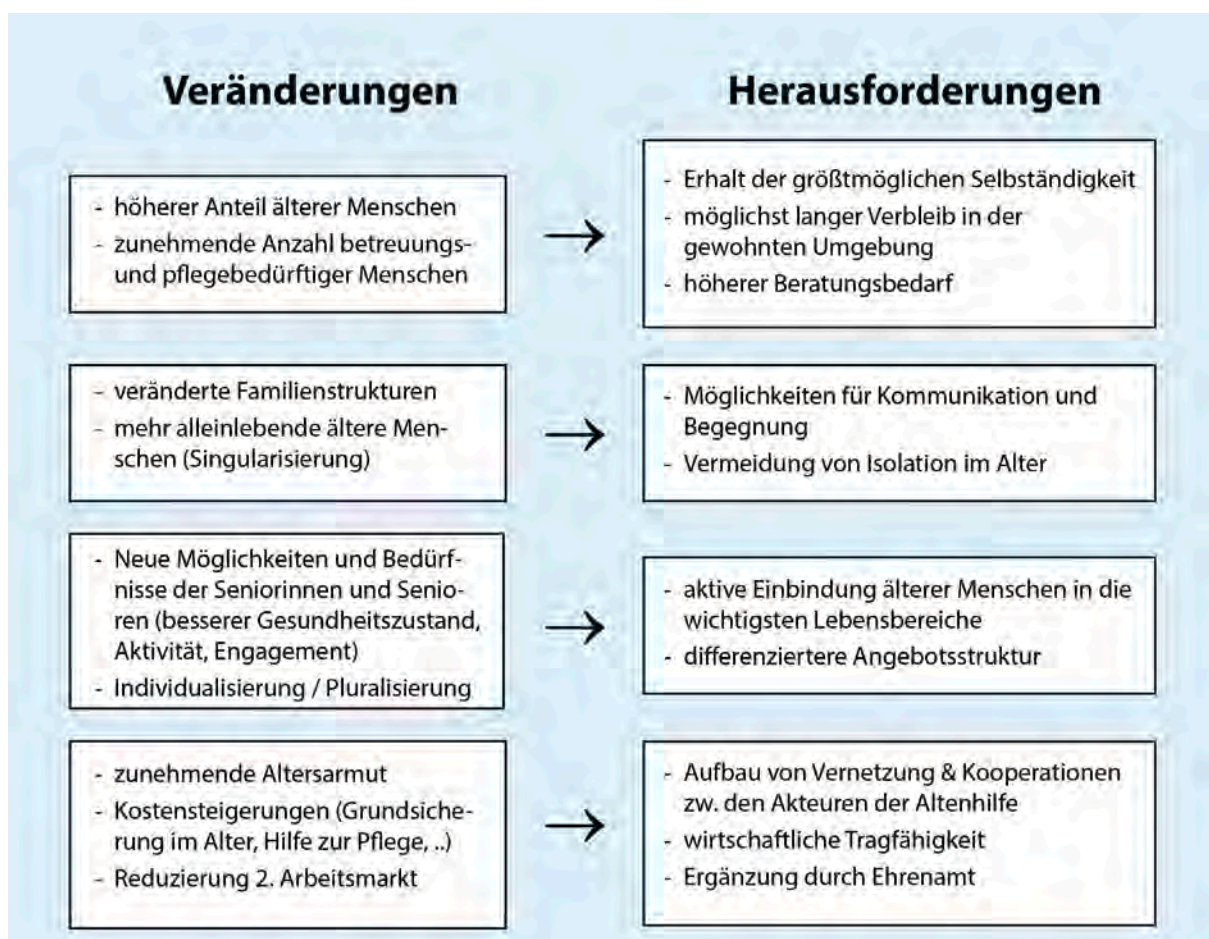 Veränderungen
Herausforderungen
- höherer Anteil älterer Menschen
- zunehmende Anzahl betreuungs-
und pflegebedürftiger Menschen
→
- Erhalt der größtmöglichen Selbständigkeit
- möglichst langer Verbleib in der
gewohnten Umgebung
- höherer Beratungsbedarf
- veränderte Familienstrukturen
- mehr alleinlebende ältere Men-
schen (Singularisierung)
→
- Möglichkeiten für Kommunikation und
Begegnung
- Vermeidung von Isolation im Alter
- Neue Möglichkeiten und Bedürf-
nisse der Seniorinnen und Senio-
ren (besserer Gesundheitszustand,
Aktivität, Engagement)
- Individualisierung / Pluralisierung
→
- aktive Einbindung älterer Menschen in die
wichtigsten Lebensbereiche
- differenziertere Angebotsstruktur
- zunehmende Altersarmut
- Kostensteigerungen (Grundsiche-
rung im Alter, Hilfe zur Pflege, ..)
- Reduzierung 2. Arbeitsmarkt
→
- Aufbau von Vernetzung & Kooperationen
zw. den Akteuren der Altenhilfe
- wirtschaftliche Tragfähigkeit
- Ergänzung durch Ehrenamt